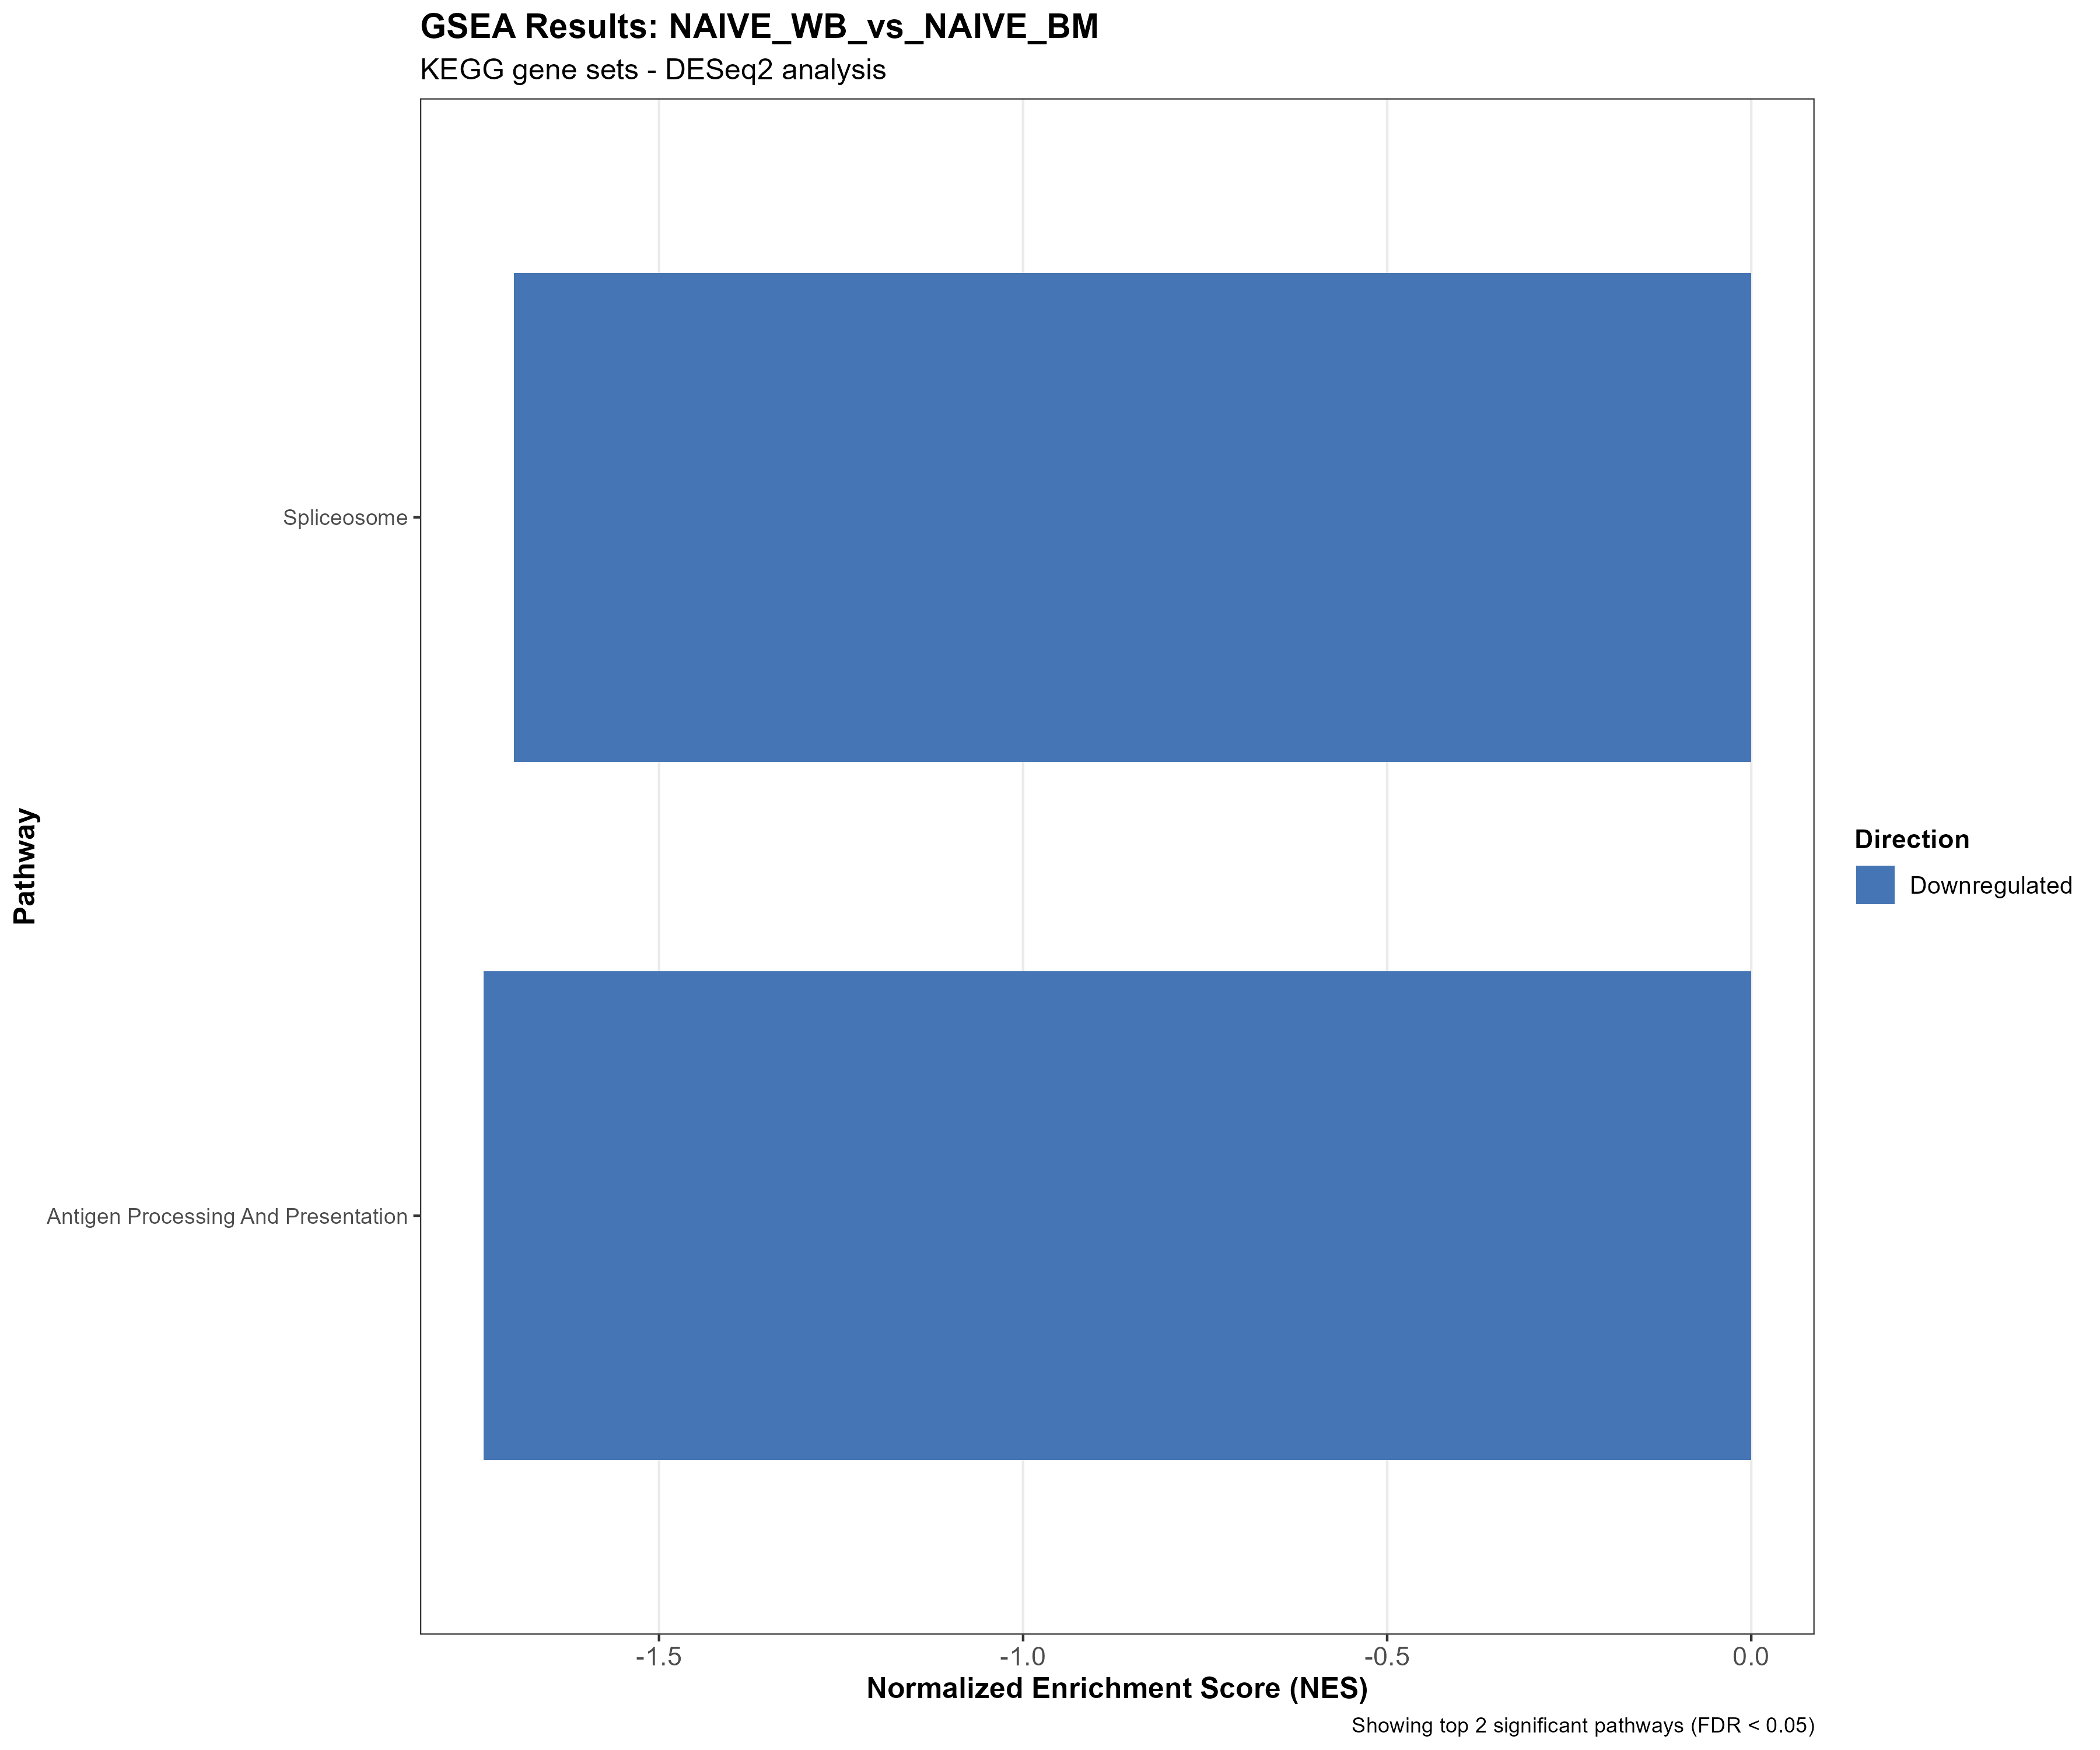 GSEA Results: NAIVE_WB_vs_NAIVE_BM
KEGG gene sets - DESeq2 analysis
Pathway
Spliceosome
Antigen Processing And Presentation
Direction
Downregulated
-1.5
-1.0
-0.5
0.0
Normalized Enrichment Score (NES)
Showing top 2 significant pathways (FDR < 0.05)